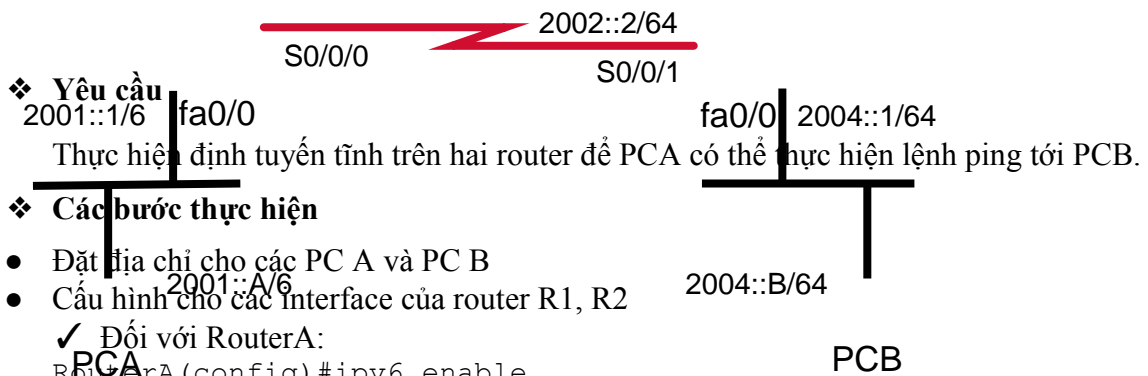 2002::2/64
S0/0/0
S0/0/1
❖ Yêu cầu
2001::1/6
fa0/0
fa0/0
2004::1/64
Thực hiện định tuyến tĩnh trên hai router để PCA có thể thực hiện lệnh ping tới PCB.
❖ Các bước thực hiện
● Đặt địa chỉ cho các PC A và PC B
2001::A/6
2004::B/64
● Cấu hình cho các interface của router R1, R2
✓ Đối với RouterA:
PCA
PCB
RouterA(config)#ipv6 enable